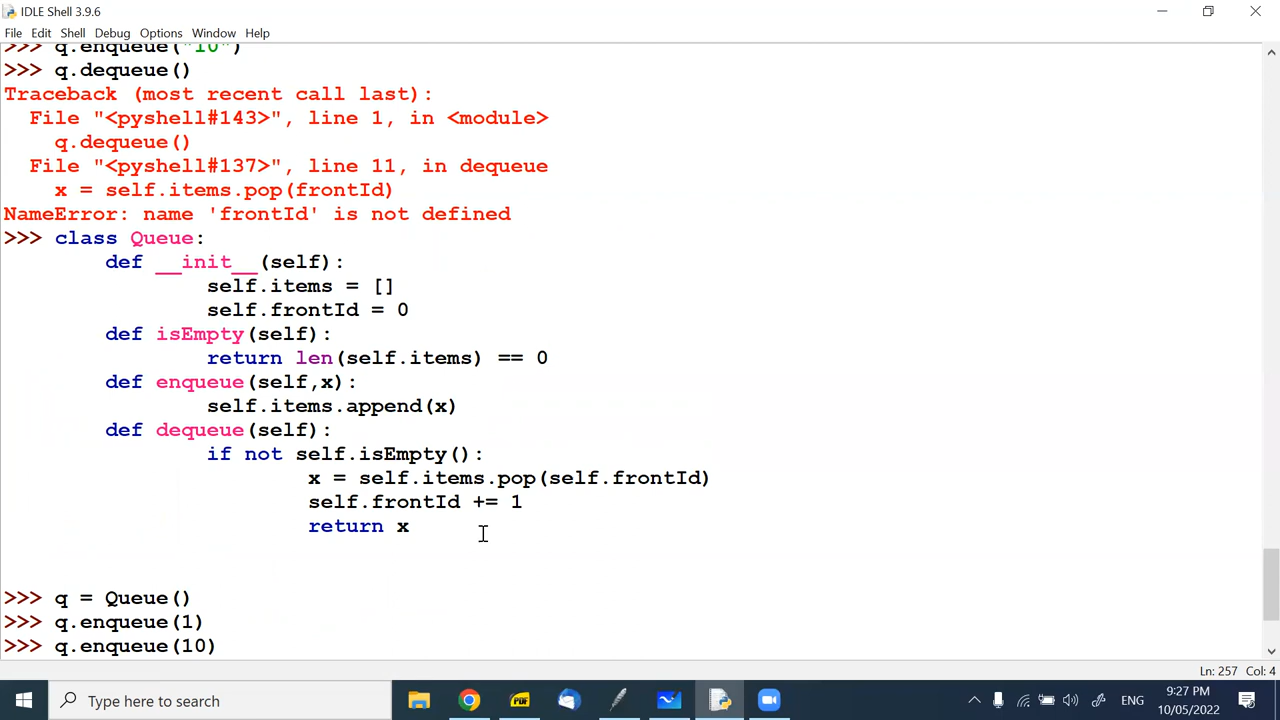 IDLE Shell 3.9.6
File Edit Shell Debug Options Window Help
>>> q.enqueue("10")
>>> q.dequeue()
Traceback (most recent call last):
  File "<pyshell#143>", line 1, in <module>
    q.dequeue()
  File "<pyshell#137>", line 11, in dequeue
    x = self.items.pop(frontId)
NameError: name 'frontId' is not defined
>>> class Queue:
        def __init__(self):
                self.items = []
                self.frontId = 0
        def isEmpty(self):
                return len(self.items) == 0
        def enqueue(self,x):
                self.items.append(x)
        def dequeue(self):
                if not self.isEmpty():
                        x = self.items.pop(self.frontId)
                        self.frontId += 1
                        return x
>>> q = Queue()
>>> q.enqueue(1)
>>> q.enqueue(10)
Ln: 257 Col: 4
Type here to search
PDF
ENG
9:27 PM
10/05/2022